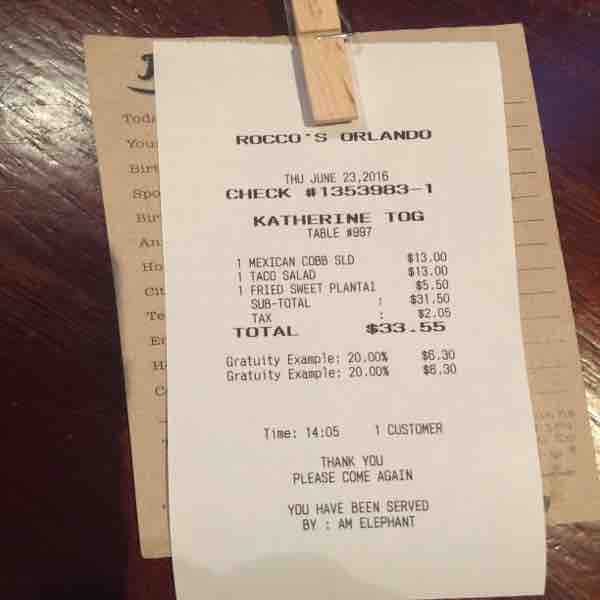 ROCCO'S ORLANDO
THU JUNE 23,2016
CHECK #1353983-1
KATHERINE TOG
TABLE #997
1 MEXICAN COBB SLD $13.00
1 TACO SALAD $13.00
1 FRIED SWEET PLANTAI $5.50
SUB-TOTAL : $31.50
TAX : $2.05
TOTAL $33.55
Gratuity Example: 20.00% $6.30
Gratuity Example: 20.00% $6.30
Time: 14:05 1 CUSTOMER
THANK YOU
PLEASE COME AGAIN
YOU HAVE BEEN SERVED
BY : AM ELEPHANT